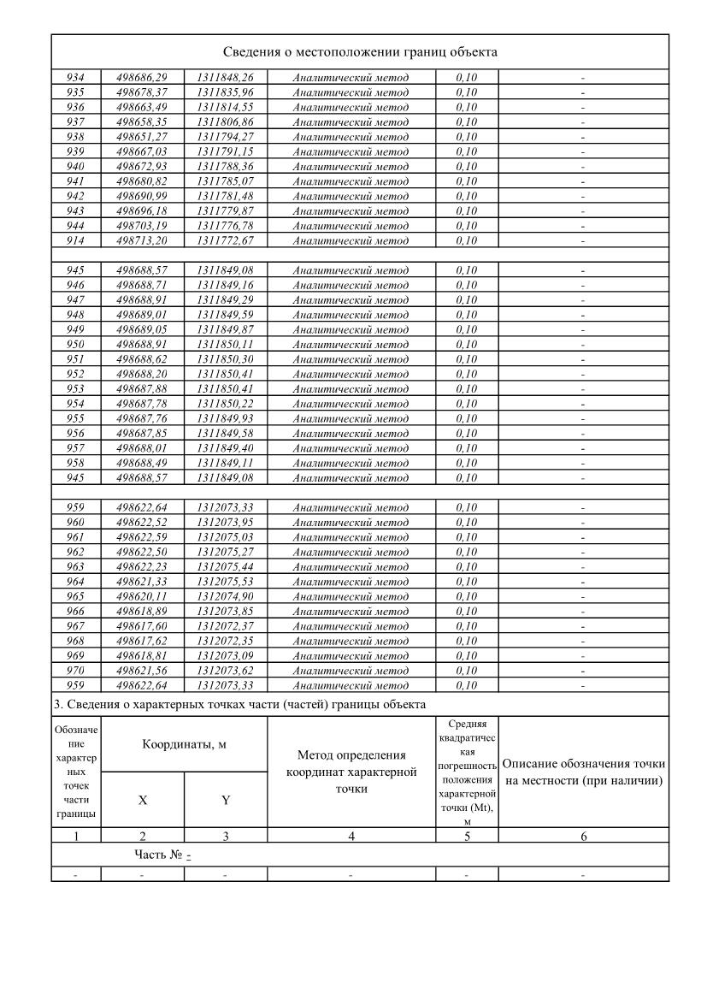 Сведения о местоположении границ объекта
934 498686,29 1311848,26 Аналитический метод 0,10 -
935 498678,37 1311835,96 Аналитический метод 0,10 -
936 498663,49 1311814,55 Аналитический метод 0,10 -
937 498658,35 1311806,86 Аналитический метод 0,10 -
938 498651,27 1311794,27 Аналитический метод 0,10 -
939 498667,03 1311791,15 Аналитический метод 0,10 -
940 498672,93 1311788,36 Аналитический метод 0,10 -
941 498680,82 1311785,07 Аналитический метод 0,10 -
942 498690,99 1311781,48 Аналитический метод 0,10 -
943 498696,18 1311779,87 Аналитический метод 0,10 -
944 498703,19 1311776,78 Аналитический метод 0,10 -
914 498713,20 1311772,67 Аналитический метод 0,10 -
945 498688,57 1311849,08 Аналитический метод 0,10 -
946 498688,71 1311849,16 Аналитический метод 0,10 -
947 498688,91 1311849,29 Аналитический метод 0,10 -
948 498689,01 1311849,59 Аналитический метод 0,10 -
949 498689,05 1311849,87 Аналитический метод 0,10 -
950 498688,91 1311850,11 Аналитический метод 0,10 -
951 498688,62 1311850,30 Аналитический метод 0,10 -
952 498688,20 1311850,41 Аналитический метод 0,10 -
953 498687,88 1311850,41 Аналитический метод 0,10 -
954 498687,78 1311850,22 Аналитический метод 0,10 -
955 498687,76 1311849,93 Аналитический метод 0,10 -
956 498687,85 1311849,58 Аналитический метод 0,10 -
957 498688,01 1311849,40 Аналитический метод 0,10 -
958 498688,49 1311849,11 Аналитический метод 0,10 -
945 498688,57 1311849,08 Аналитический метод 0,10 -
959 498622,64 1312073,33 Аналитический метод 0,10 -
960 498622,52 1312073,95 Аналитический метод 0,10 -
961 498622,59 1312075,03 Аналитический метод 0,10 -
962 498622,50 1312075,27 Аналитический метод 0,10 -
963 498622,23 1312075,44 Аналитический метод 0,10 -
964 498621,33 1312075,53 Аналитический метод 0,10 -
965 498620,11 1312074,90 Аналитический метод 0,10 -
966 498618,89 1312073,85 Аналитический метод 0,10 -
967 498617,60 1312072,37 Аналитический метод 0,10 -
968 498617,62 1312072,35 Аналитический метод 0,10 -
969 498618,81 1312073,09 Аналитический метод 0,10 -
970 498621,56 1312073,62 Аналитический метод 0,10 -
959 498622,64 1312073,33 Аналитический метод 0,10 -
3. Сведения о характерных точках части (частей) границы объекта
Обозначе
ние
характер
ных
точек
части
границы
Координаты, м
X Y
Метод определения
координат характерной
точки
Средняя
квадратичес
кая
погрешность
положения
характерной
точки (Mt),
м
Описание обозначения точки
на местности (при наличии)
1 2 3 4 5 6
Часть № -
- - - - - -